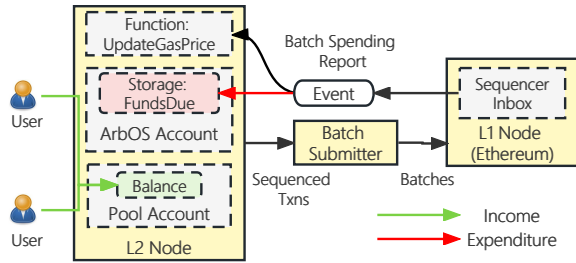 Function:
UpdateGasPrice
Batch Spending
Report
Storage:
FundsDue
Event
Sequencer
Inbox
User
ArbOS Account
L1 Node
(Ethereum)
Batch
Submitter
Sequenced
Txns
Batches
Balance
Pool Account
User
L2 Node
Income
Expenditure